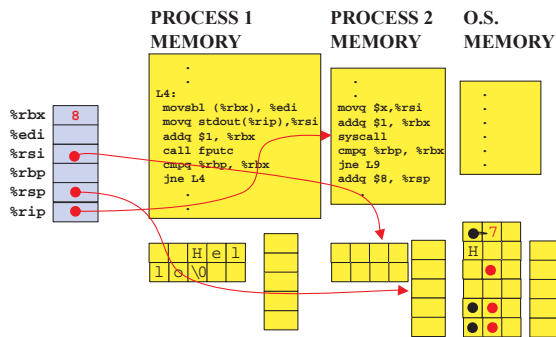 PROCESS 1 MEMORY
PROCESS 2 MEMORY
O.S. MEMORY
%rbx 8
%edi
%rsi
%rbp
%rsp
%rip
.
.
L4:
movsbl (%rbx), %edi
movq stdout(%rip),%rsi
addq $1, %rbx
call fputc
cmpq %rbp, %rbx
jne L4
.
.
.
.
movq $x,%rsi
addq $1, %rbx
syscall
cmpq %rbp, %rbx
jne L9
addq $8, %rsp
.
.
.
.
.
.
.
H e l
l o \0
7
H